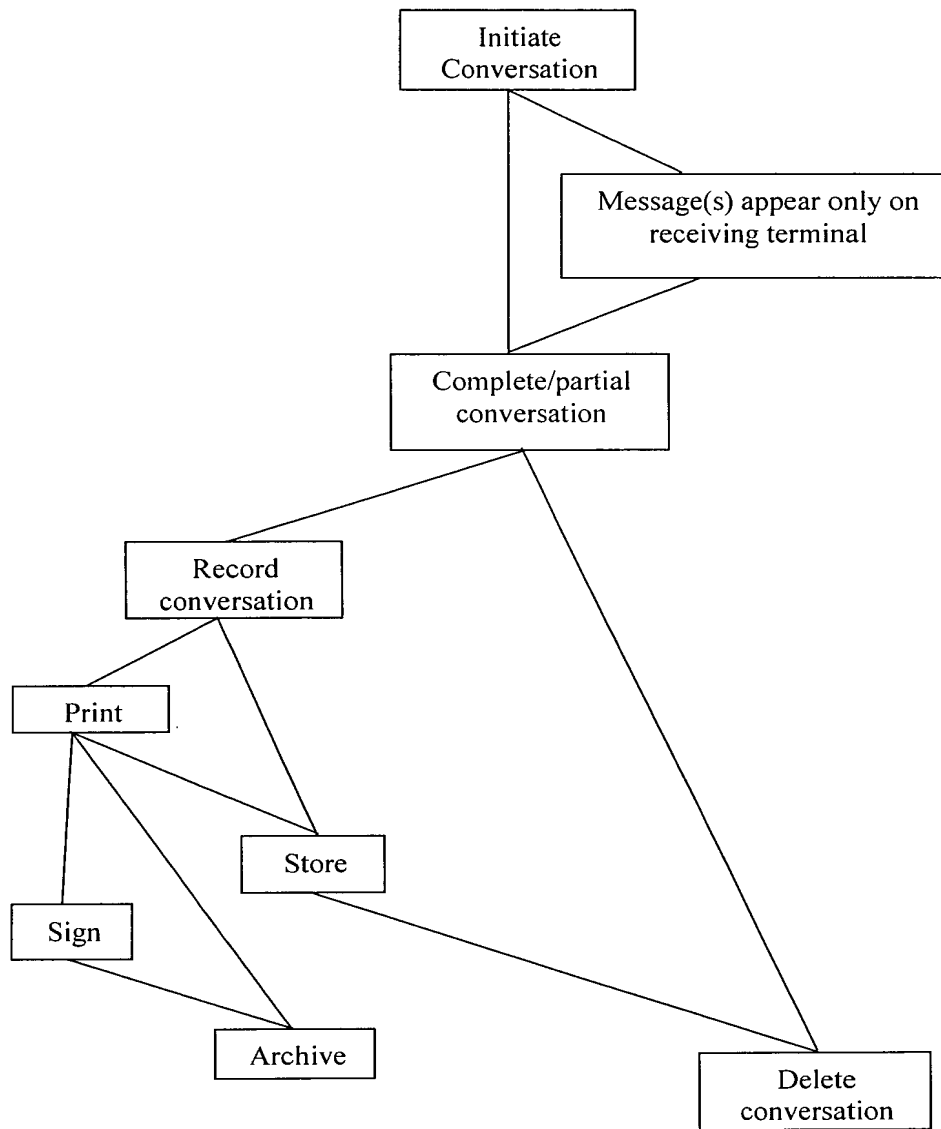 Initiate
Conversation
Message(s) appear only on
receiving terminal
Complete/partial
conversation
Record
conversation
Print
Store
Sign
Archive
Delete
conversation